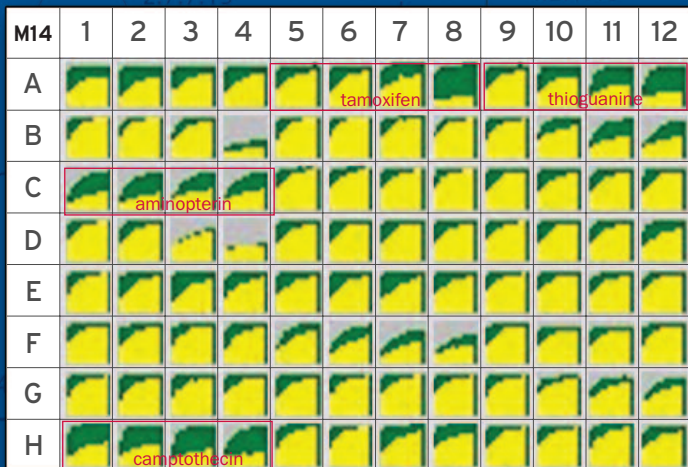 M14 1 2 3 4 5 6 7 8 9 10 11 12
A
tamoxifen thioguanine
B
C
aminopterin
D
E
F
G
H
camptothecin